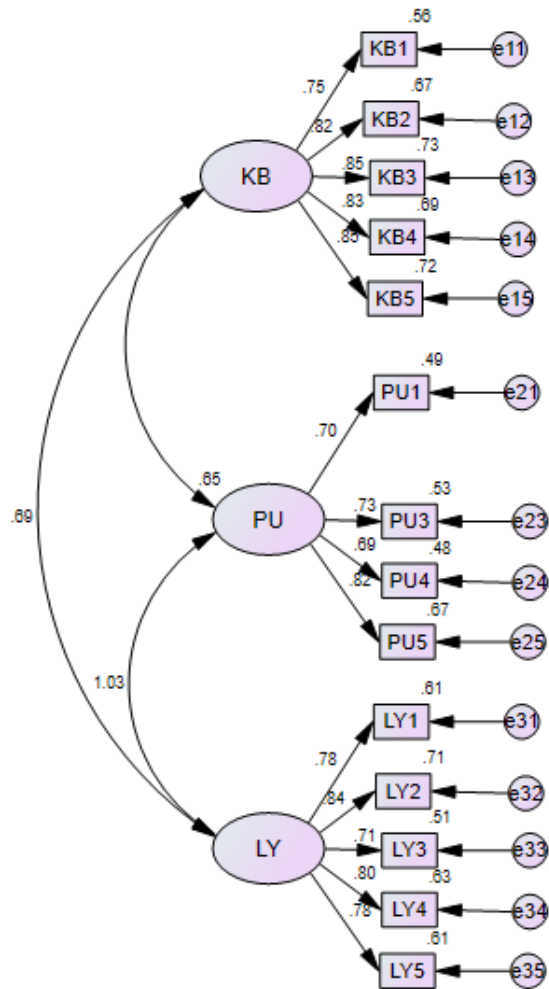 .56
KB1
e11
.75
.67
KB2
e12
.82
.73
KB
.85
KB3
e13
.69
.83
KB4
e14
.72
.85
KB5
e15
.49
PU1
e21
.70
.65
.53
PU
.73
PU3
e23
.48
.69
PU4
e24
.67
.82
PU5
e25
.69
1.03
.61
LY1
e31
.78
.71
LY2
e32
.84
.51
LY
.71
LY3
e33
.63
.80
LY4
e34
.61
.78
LY5
e35